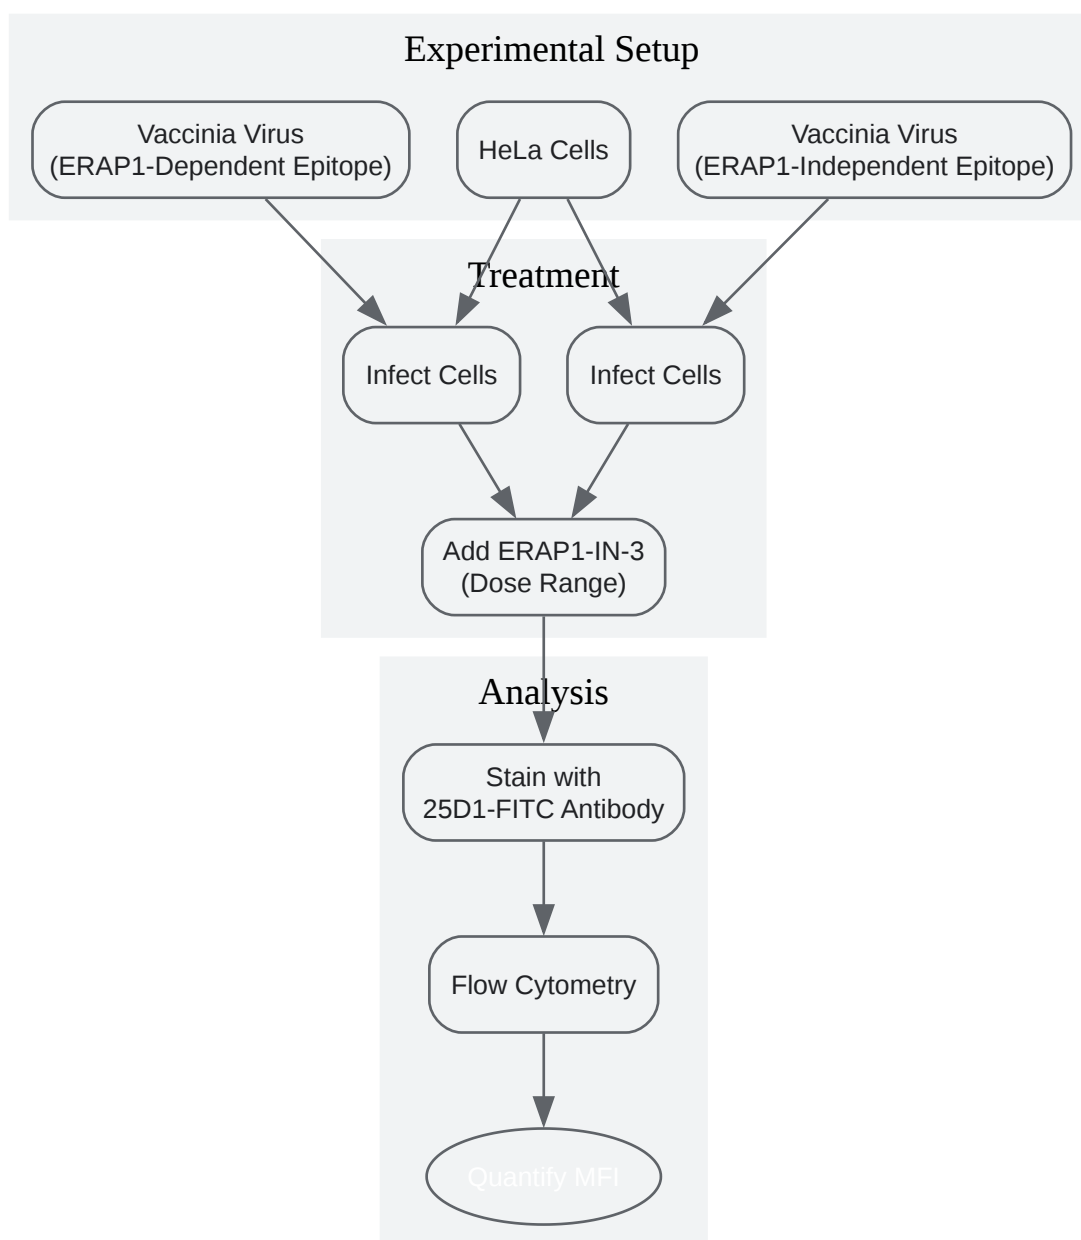 Experimental Setup
Vaccinia Virus
(ERAP1-Dependent Epitope)
HeLa Cells
Vaccinia Virus
(ERAP1-Independent Epitope)
Treatment
Infect Cells
Infect Cells
Add ERAP1-IN-3
(Dose Range)
Analysis
Stain with
25D1-FITC Antibody
Flow Cytometry
Quantify MFI